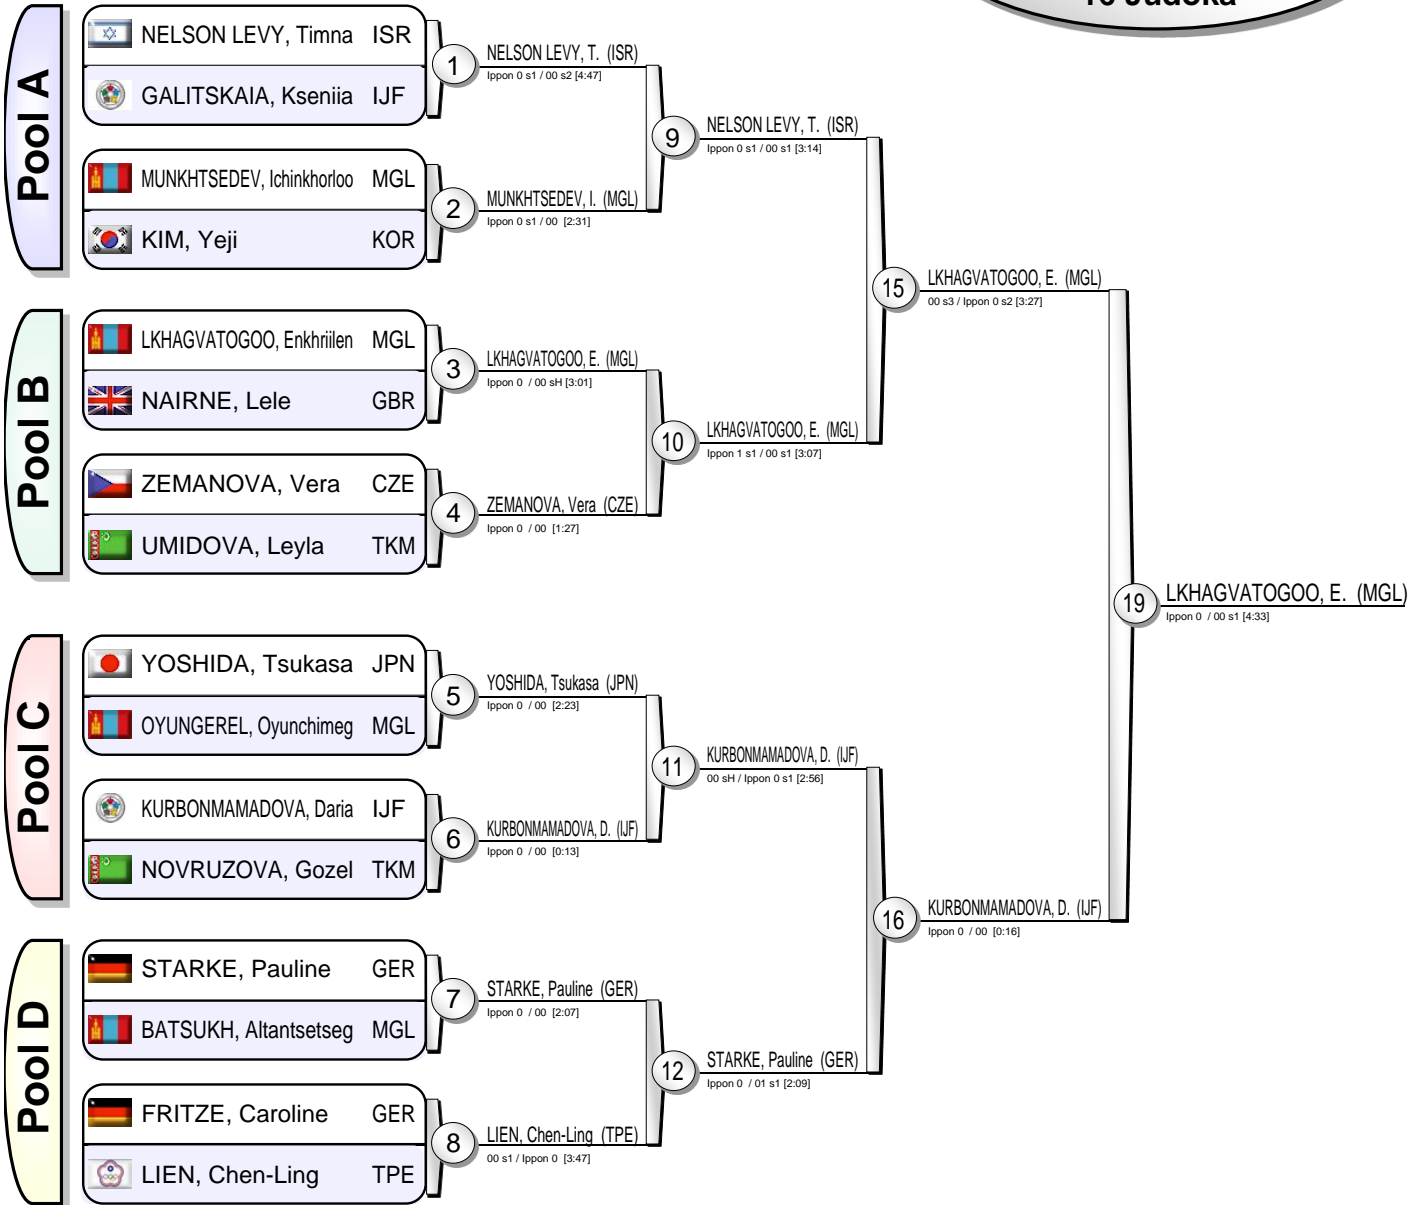 16 Judoka
Pool A
NELSON LEVY, Timna ISR
GALITSKAIA, Kseniia IJF
MUNKHTSEDEV, Ichinkhorloo MGL
KIM, Yeji KOR
Pool B
LKHAGVATOGOO, Enkhriilen MGL
NAIRNE, Lele GBR
ZEMANOVA, Vera CZE
UMIDOVA, Leyla TKM
Pool C
YOSHIDA, Tsukasa JPN
OYUNGEREL, Oyunchimeg MGL
KURBONMAMADOVA, Daria IJF
NOVRUZOVA, Gozel TKM
Pool D
STARKE, Pauline GER
BATSUKH, Altantsetseg MGL
FRITZE, Caroline GER
LIEN, Chen-Ling TPE
1
NELSON LEVY, T. (ISR)
Ippon 0 s1 / 00 s2 [4:47]
2
MUNKHTSEDEV, I. (MGL)
Ippon 0 s1 / 00 [2:31]
3
LKHAGVATOGOO, E. (MGL)
Ippon 0 / 00 sH [3:01]
4
ZEMANOVA, Vera (CZE)
Ippon 0 / 00 [1:27]
5
YOSHIDA, Tsukasa (JPN)
Ippon 0 / 00 [2:23]
6
KURBONMAMADOVA, D. (IJF)
Ippon 0 / 00 [0:13]
7
STARKE, Pauline (GER)
Ippon 0 / 00 [2:07]
8
LIEN, Chen-Ling (TPE)
00 s1 / Ippon 0 [3:47]
9
NELSON LEVY, T. (ISR)
Ippon 0 s1 / 00 s1 [3:14]
10
LKHAGVATOGOO, E. (MGL)
Ippon 1 s1 / 00 s1 [3:07]
11
KURBONMAMADOVA, D. (IJF)
00 sH / Ippon 0 s1 [2:56]
12
STARKE, Pauline (GER)
Ippon 0 / 01 s1 [2:09]
15
LKHAGVATOGOO, E. (MGL)
00 s3 / Ippon 0 s2 [3:27]
16
KURBONMAMADOVA, D. (IJF)
Ippon 0 / 00 [0:16]
19
LKHAGVATOGOO, E. (MGL)
Ippon 0 / 00 s1 [4:33]